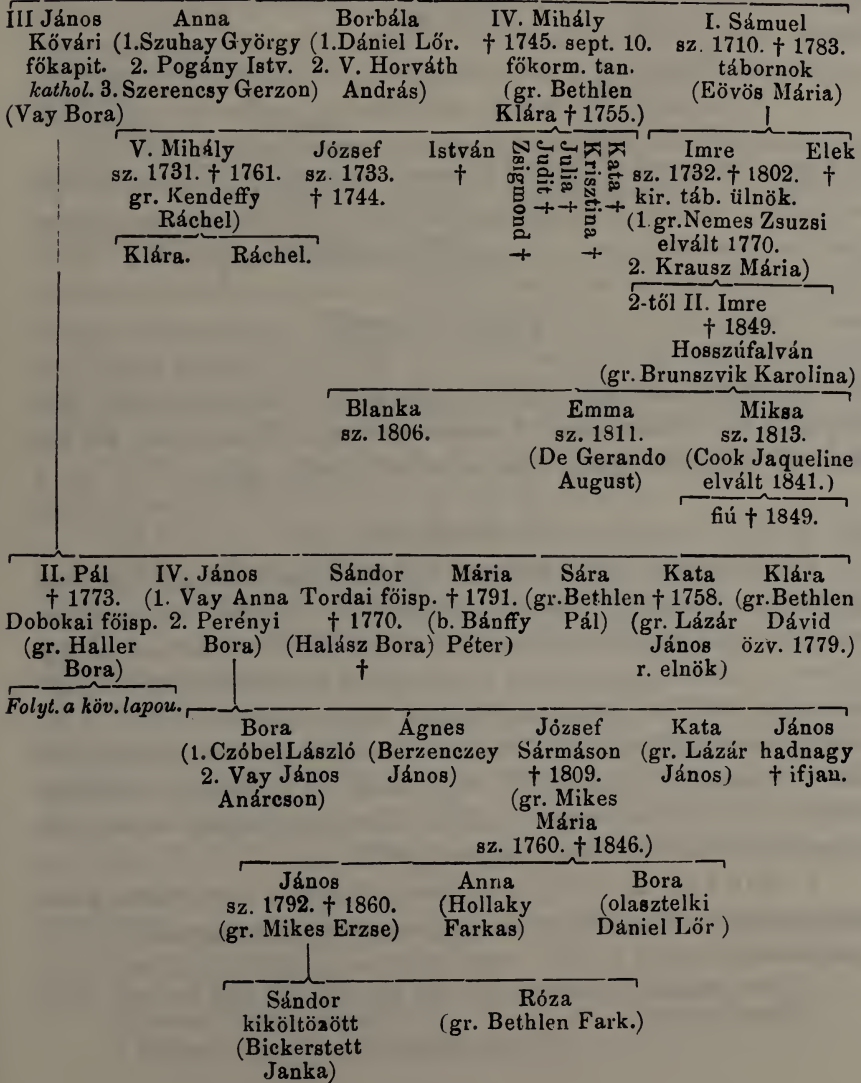 III János Anna Borbála IV. Mihály I. Sámuel
Kővári (1.Szuhay György (1.Dániel Lőr. † 1745. sept. 10. sz. 1710. † 1783.
főkapit. 2. Pogány Istv. 2. V. Horváth főkorm. tan. tábornok
kathol. 3. Szerencsy Gerzon) András) (gr. Bethlen (Eövös Mária)
(Vay Bora) Klára † 1755.)
V. Mihály József István Zsigmond † Judit † Julia † Krisztina † Kata † Imre Elek
sz. 1731. † 1761. sz. 1733. † sz. 1732. † 1802. †
gr. Kendeffy † 1744. kir. táb. ülnök.
Ráchel) (1.gr.Nemes Zsuzsi
elvált 1770.
Klára. Ráchel. 2. Krausz Mária)
2-től II. Imre
† 1849.
Hosszúfalván
(gr. Brunszvik Karolina)
Blanka Emma Miksa
sz. 1806. sz. 1811. sz. 1813.
(De Gerando (Cook Jaqueline
August) elvált 1841.)
fiú † 1849.
II. Pál IV. János Sándor Mária Sára Kata Klára
† 1773. (1. Vay Anna Tordai főisp. † 1791. (gr.Bethlen † 1758. (gr.Bethlen
Dobokai főisp. 2. Perényi † 1770. (b. Bánffy Pál) (gr. Lázár Dávid
(gr. Haller Bora) (Halász Bora) Péter) János özv. 1779.)
Bora) † r. elnök)
Folyt. a köv. lapou.
Bora Ágnes József Kata János
(1. Czóbel László (Berzenczey Sármáson (gr. Lázár hadnagy
2. Vay János János) † 1809. János) † ifjan.
Anárcson) (gr. Mikes
Mária
sz. 1760. † 1846.)
János Anna Bora
sz. 1792. † 1860. (Hollaky (olasztelki
(gr. Mikes Erzse) Farkas) Dániel Lőr )
Sándor Róza
kiköltözött (gr. Bethlen Fark.)
(Bickerstett
Janka)